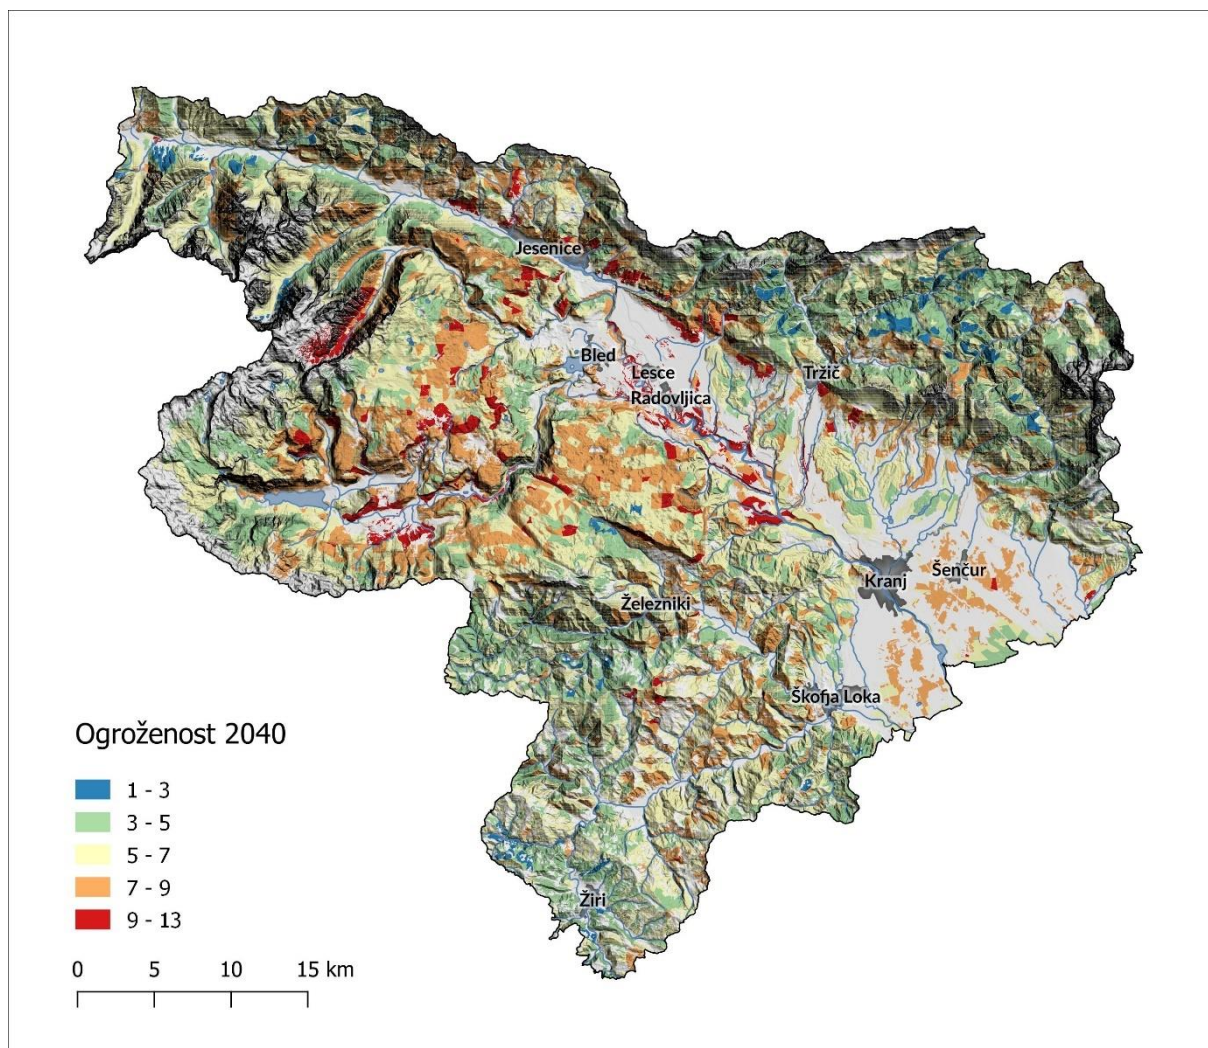 Jesenice
Bled
Lesce
Radovljica
Tržič
Kranj
Šenčur
Železniki
Škofja Loka
Žiri
Ogroženost 2040
1 - 3
3 - 5
5 - 7
7 - 9
9 - 13
0 5 10 15 km